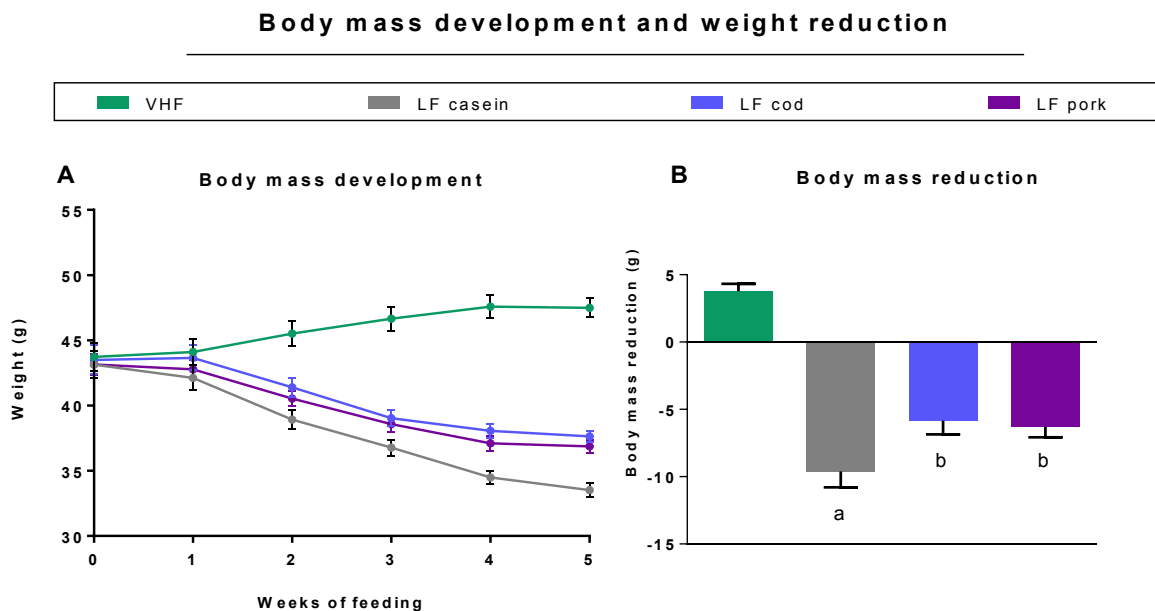 Body mass development and weight reduction
VHF LF casein LF cod LF pork
A Body mass development
55
50
45
40
35
30
Weight (g)
0 1 2 3 4 5
Weeks of feeding
B Body mass reduction
5
0
-5
-10
-15
Body mass reduction (g)
a
b
b